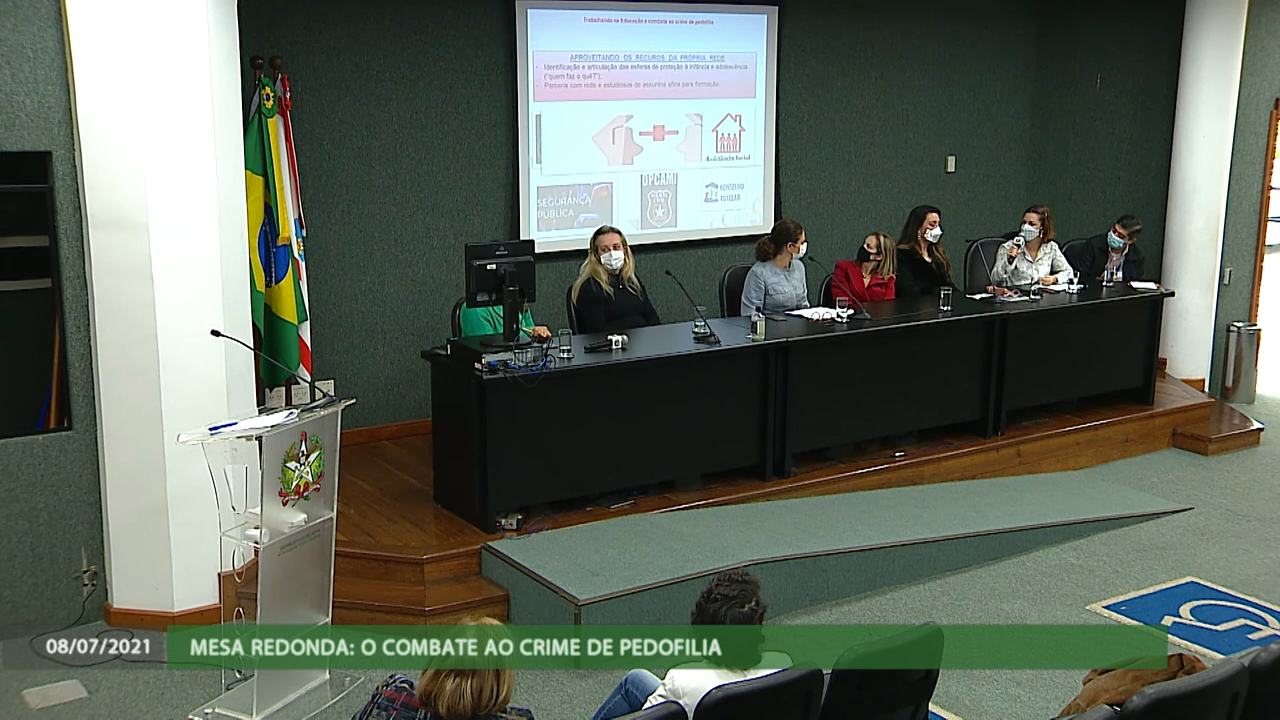 Trabalhando na Educação o combate ao crime de pedofilia
APROVEITANDO OS RECUROS DA PRÓPRIA REDE
- Identificação e articulação das esferas de proteção à infância e adolescência
("quem faz o quê?").
- Parceria com rede e estudiosos de assuntos afins para formação.
Assistência Social
SEGURANÇA
PÚBLICA
DPCAMI
CONSELHO
TUTELAR
08/07/2021
MESA REDONDA: O COMBATE AO CRIME DE PEDOFILIA